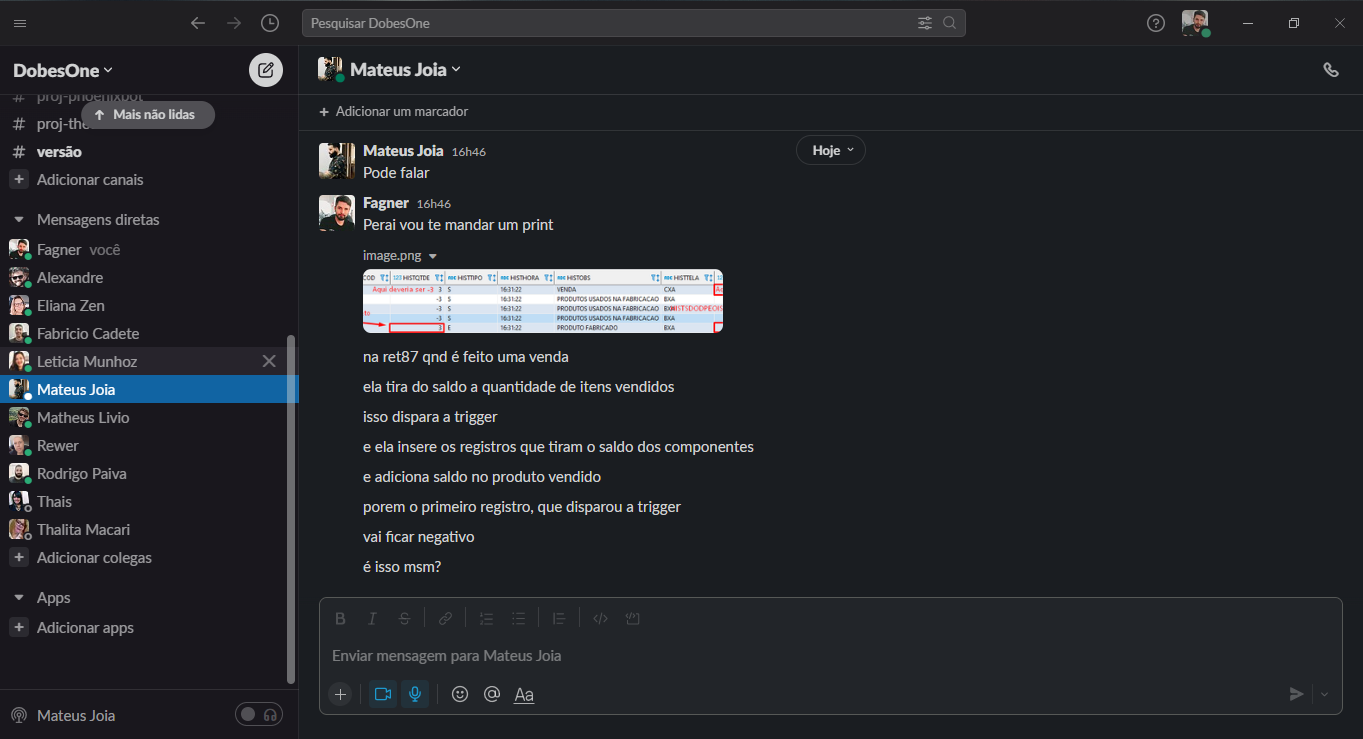 Pesquisar DobesOne
DobesOne
proj-phoenixbot
Mais não lidas
proj-the
versão
Adicionar canais
Mensagens diretas
Fagner você
Alexandre
Eliana Zen
Fabricio Cadete
Leticia Munhoz
Mateus Joia
Matheus Livio
Rewer
Rodrigo Paiva
Thais
Thalita Macari
Adicionar colegas
Apps
Adicionar apps
Mateus Joia
Mateus Joia
+ Adicionar um marcador
Hoje
Mateus Joia 16h46
Pode falar
Fagner 16h46
Perai vou te mandar um print
image.png
COD 123 HISTQTDE ABC HISTTIPO ABC HISTHORA ABC HISTOBS ABC HISTTELA 12
Aqui deveria ser -3 3 S 16:31:22 VENDA CXA
-3 S 16:31:22 PRODUTOS USADOS NA FABRICACAO BXA
-3 S 16:31:22 PRODUTOS USADOS NA FABRICACAO
to
-3 S 16:31:22 PRODUTOS USADOS NA FABRICACAO BXA
3 E 16:31:22 PRODUTO FABRICADO BXA
na ret87 qnd é feito uma venda
ela tira do saldo a quantidade de itens vendidos
isso dispara a trigger
e ela insere os registros que tiram o saldo dos componentes
e adiciona saldo no produto vendido
porem o primeiro registro, que disparou a trigger
vai ficar negativo
é isso msm?
Enviar mensagem para Mateus Joia
Aa